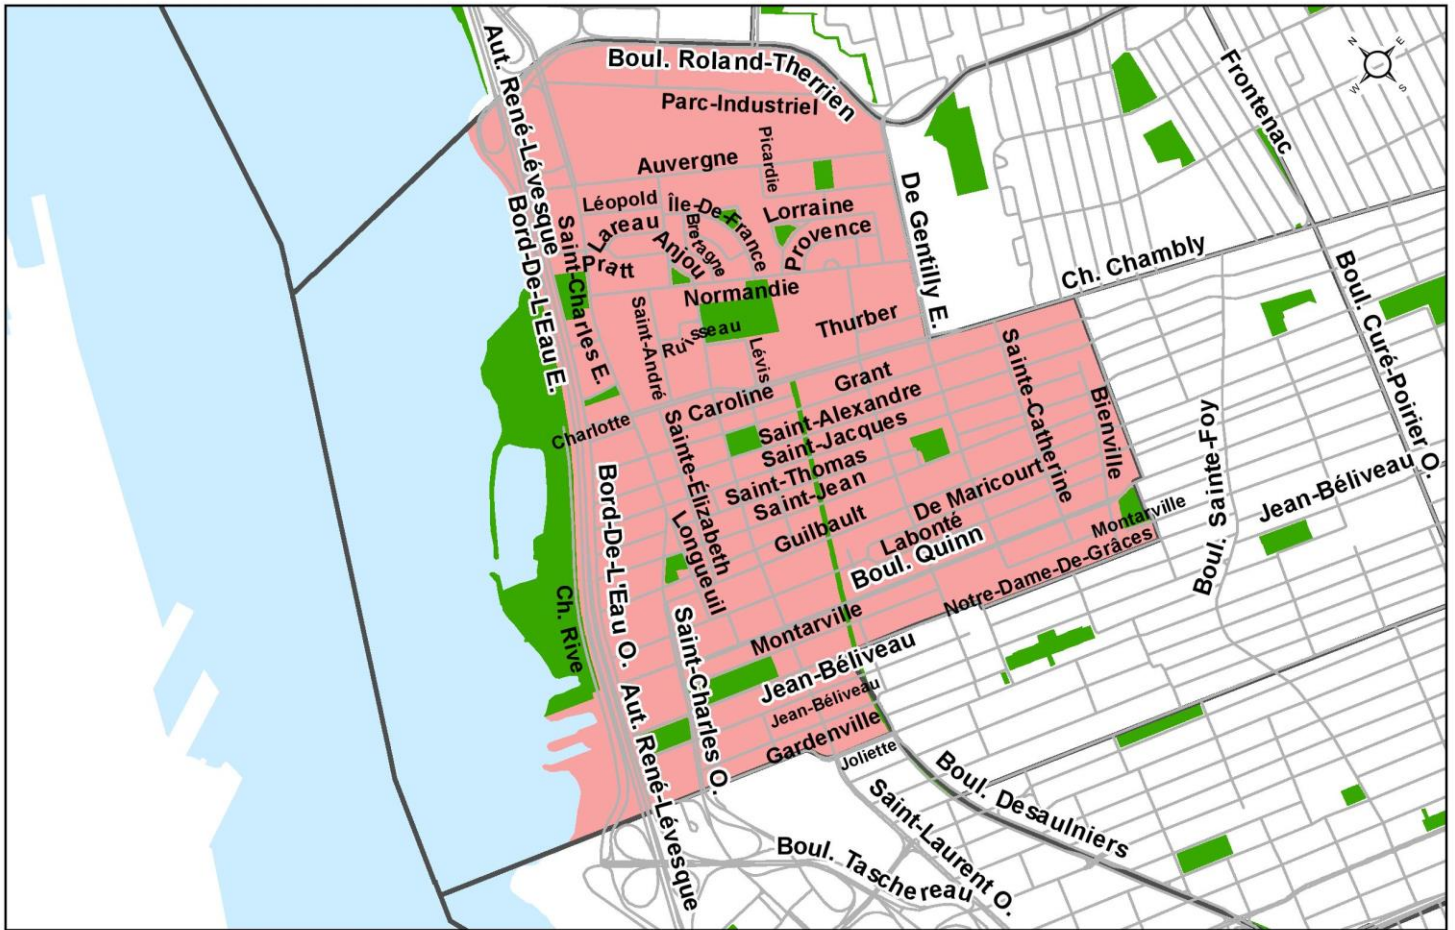 Aut. René-Lévesque
Boul. Roland-Therrien
Frontenac
N
E
W
S
Parc-Industriel
Picardie
Auvergne
De Gentilly E.
Léopold
Île-De-France
Lorraine
Lareau
Bretagne
Anjou
Provence
Pratt
Bord-De-L'Eau E.
Saint-Charles E.
Ch. Chambly
Boul. Curé-Poirier O.
Normandie
Saint-André
Ruisseau
Thurber
Lévis
Sainte-Catherine
Grant
Caroline
Charlotte
Saint-Alexandre
Saint-Jacques
Bienville
Boul. Sainte-Foy
Sainte-Élizabeth
Saint-Thomas
Saint-Jean
De Maricourt
Jean-Béliveau
Bord-De-L'Eau O.
Longueuil
Guilbault
Labonté
Montarville
Boul. Quinn
Notre-Dame-De-Grâces
Ch. Rive
Saint-Charles O.
Montarville
Jean-Béliveau
Jean-Béliveau
Aut. René-Lévesque
Gardenville
Joliette
Boul. Desaulniers
Saint-Laurent O.
Boul. Taschereau